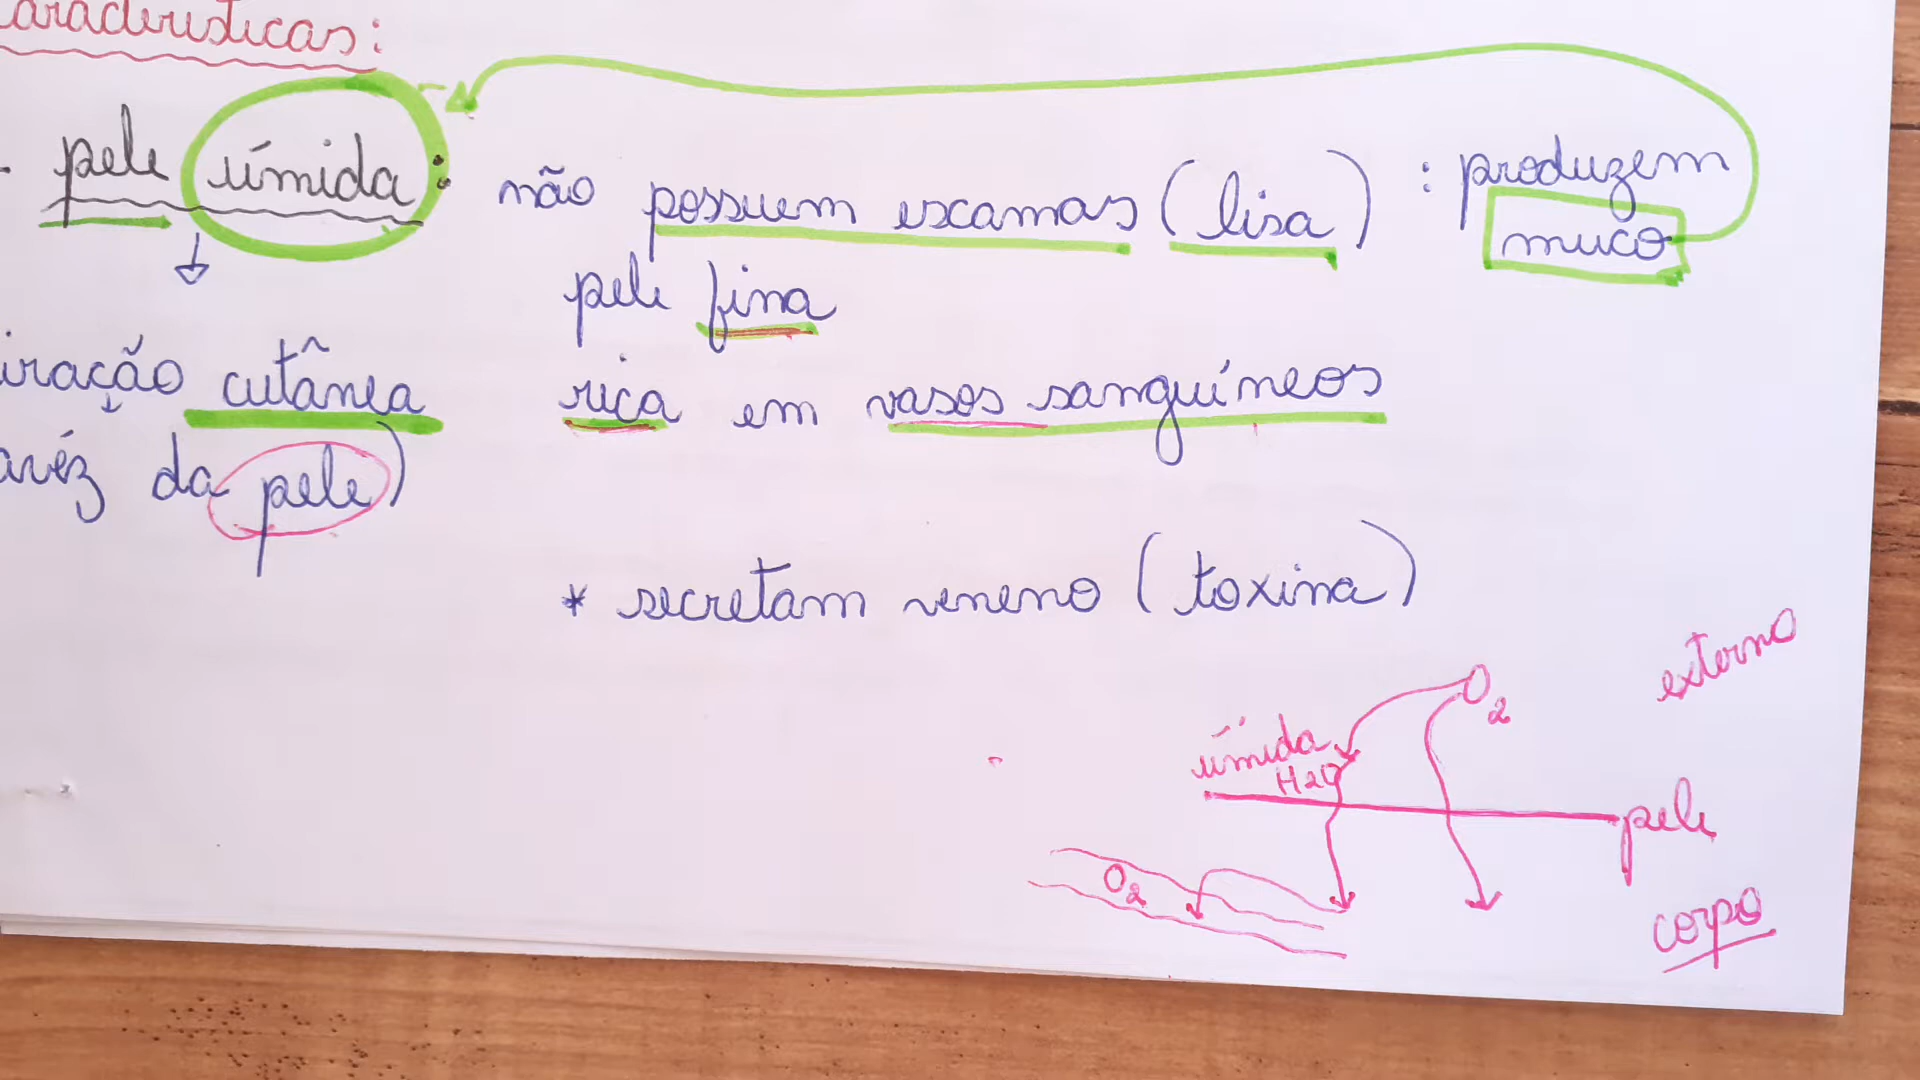 aracterísticas:
- pele úmida: não possuem escamas (lisa) : produzem
muco
pele fina
iração cutânea
rica em vasos sanguíneos
avéz da pele)
* secretam veneno (toxina)
externo
O2
úmida
H2O
pele
O2
corpo